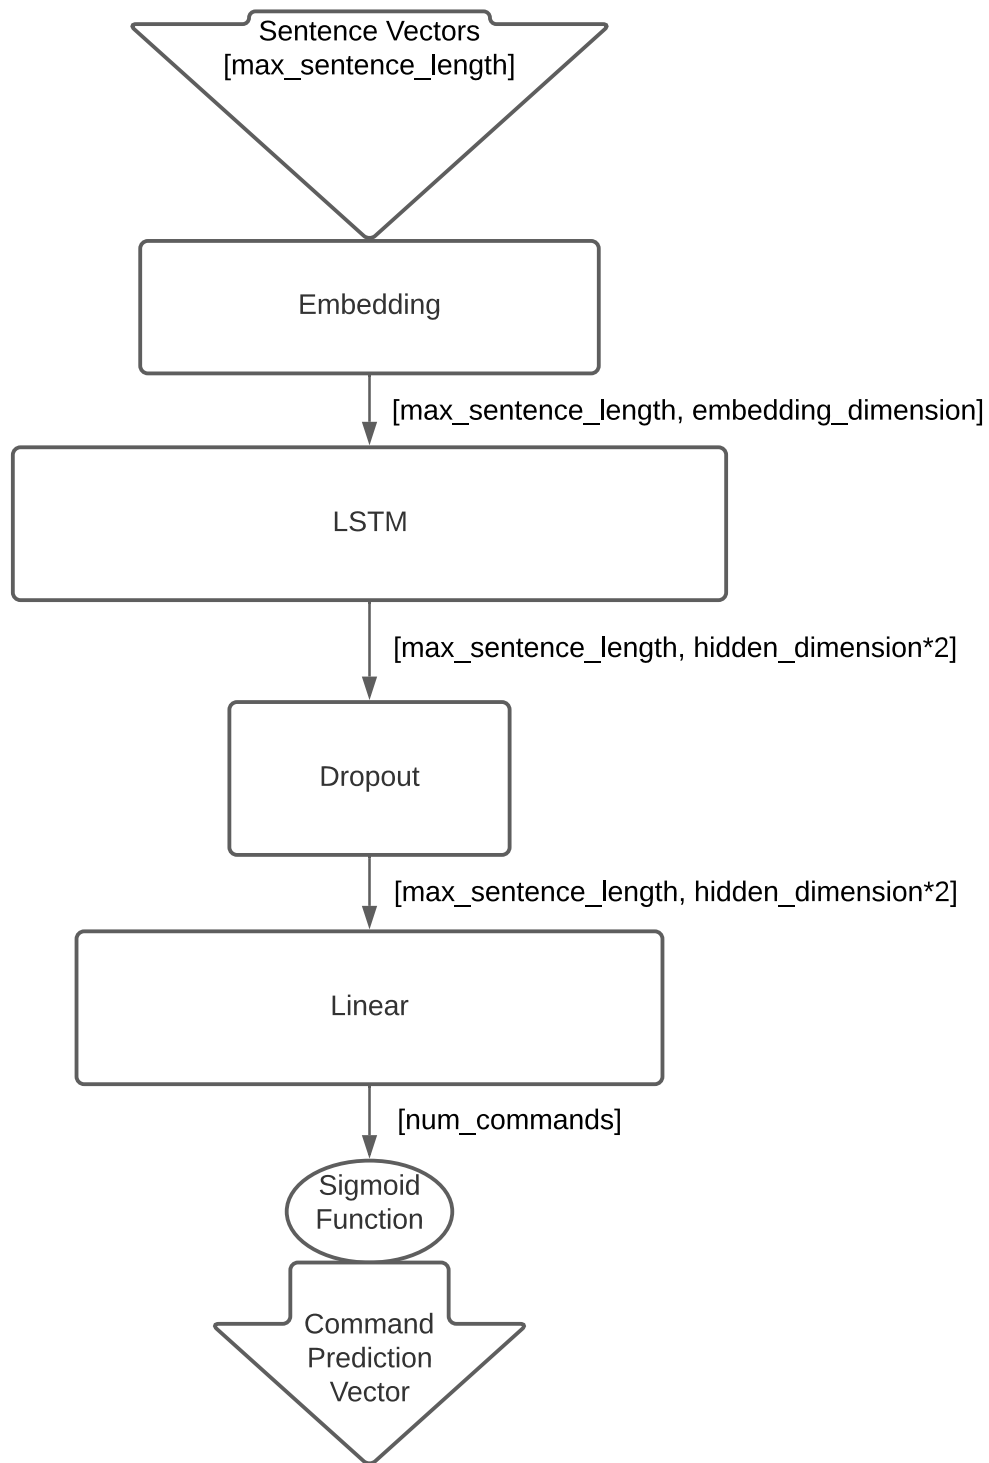 Sentence Vectors
[max_sentence_length]
Embedding
[max_sentence_length, embedding_dimension]
LSTM
[max_sentence_length, hidden_dimension*2]
Dropout
[max_sentence_length, hidden_dimension*2]
Linear
[num_commands]
Sigmoid
Function
Command
Prediction
Vector